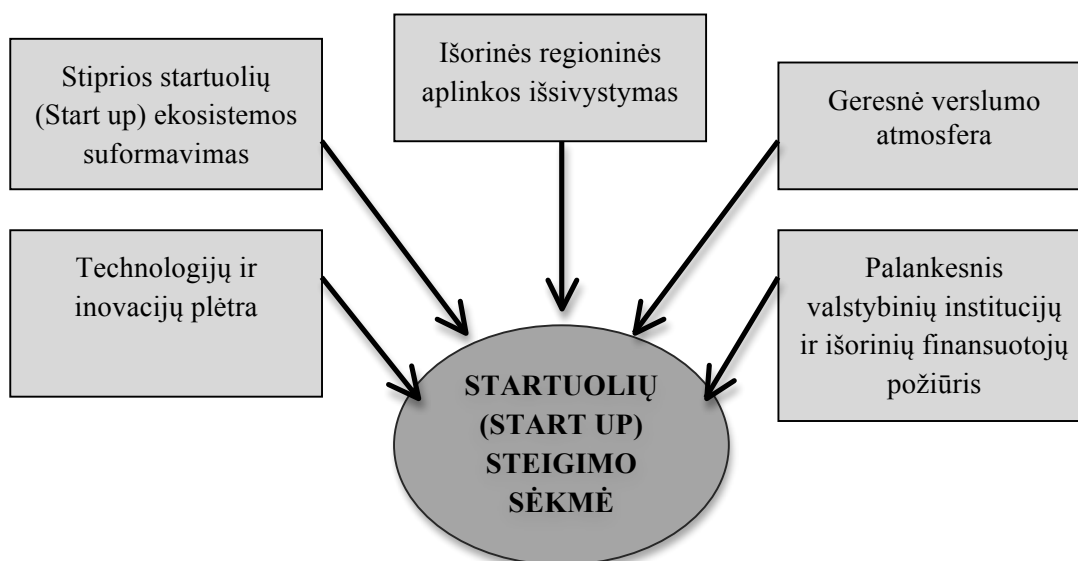 Stiprios startuolių
(Start up) ekosistemos
suformavimas
Išorinės regioninės
aplinkos išsivystymas
Geresnė verslumo
atmosfera
Technologijų ir
inovacijų plėtra
Palankesnis
valstybinių institucijų
ir išorinių finansuotojų
požiūris
STARTUOLIŲ
(START UP)
STEIGIMO
SĖKMĖ